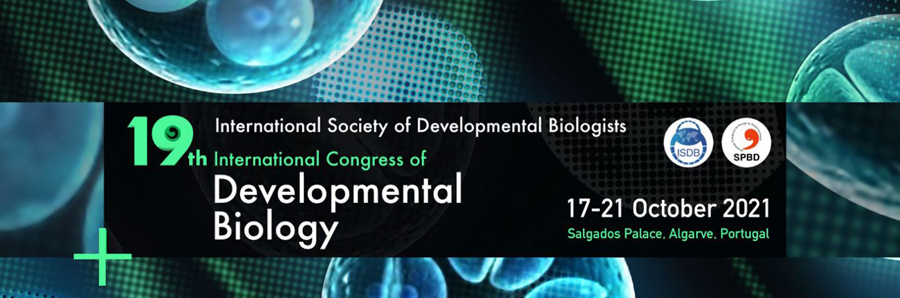 19th
International Society of Developmental Biologists
International Congress of
Developmental
Biology
ISDB
SPBD
17-21 October 2021
Salgados Palace, Algarve, Portugal